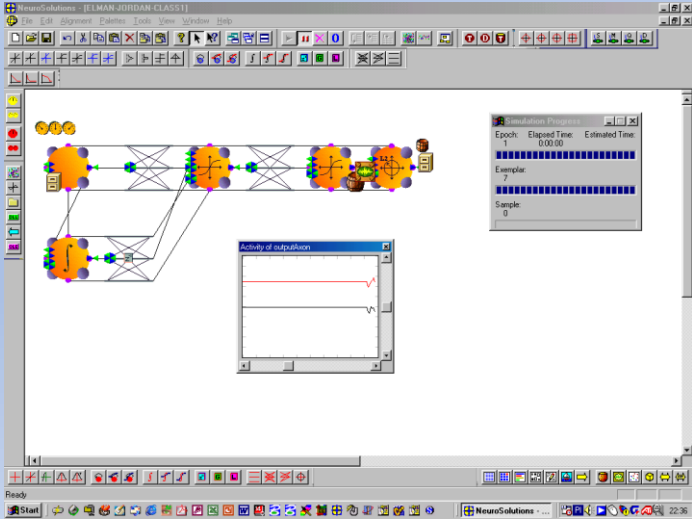 NeuroSolutions - [ELMAN-JORDAN-CLASS1]
File Edit Alignment Palettes Tools View Window Help
Simulation Progress
Epoch: Elapsed Time: Estimated Time:
1 0:00:00
Exemplar:
7
Sample:
0
Activity of outputAxon
Ready
Start
NeuroSolutions - ...
22:36